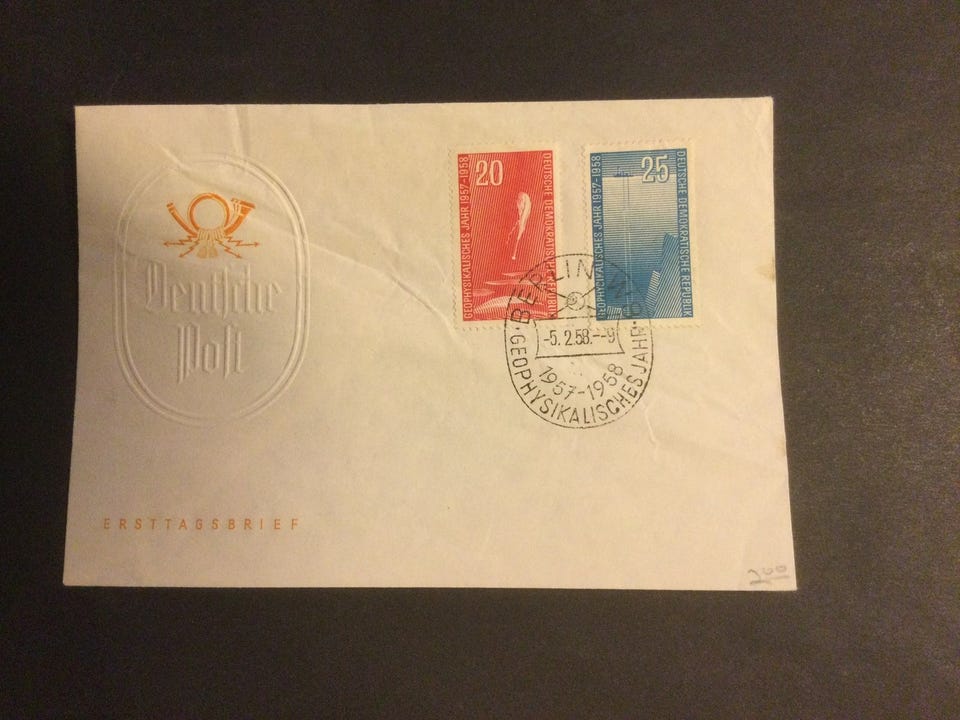 Deutsche
Post
ERSTTAGSBRIEF
20
GEOPHYSIKALISCHES JAHR 1957-1958
DEUTSCHE DEMOKRATISCHE REPUBLIK
25
GEOPHYSIKALISCHES JAHR 1957-1958
DEUTSCHE DEMOKRATISCHE REPUBLIK
BERLIN W8
-5.2.58.--9
1957-1958
GEOPHYSIKALISCHES JAHR